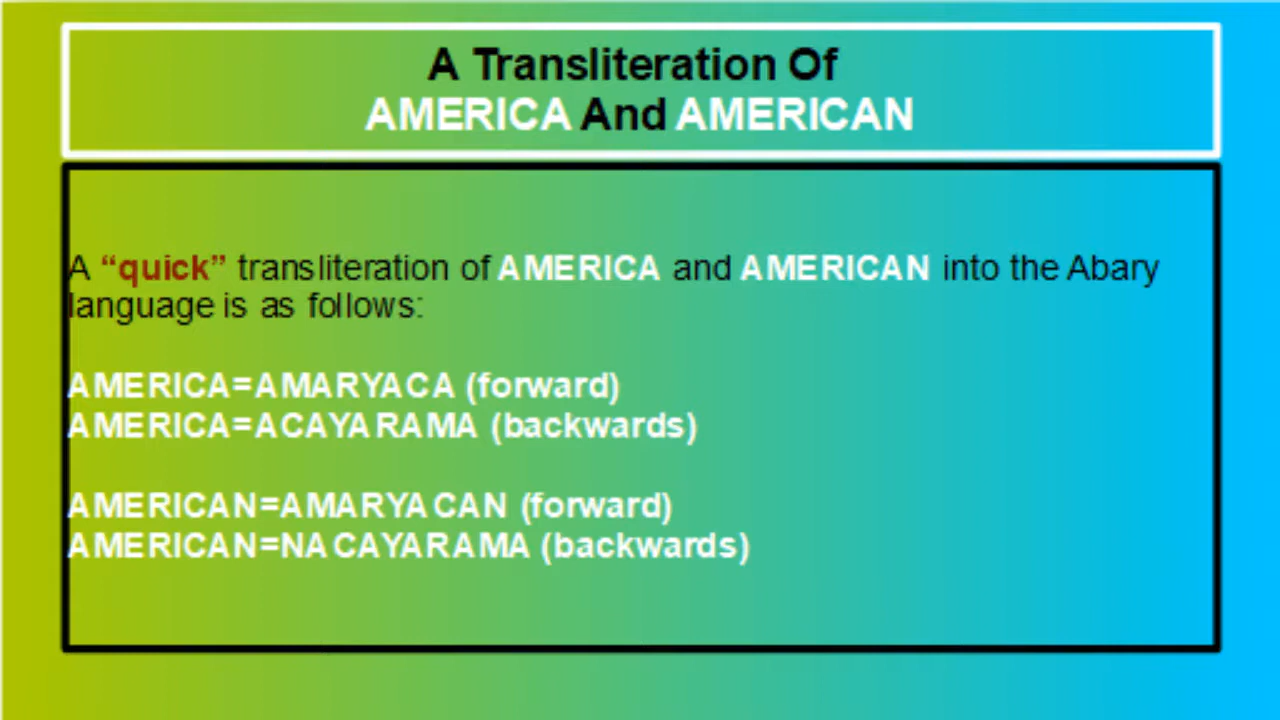 A Transliteration Of
AMERICA And AMERICAN
A “quick” transliteration of AMERICA and AMERICAN into the Abary
language is as follows:
AMERICA=AMARYACA (forward)
AMERICA=ACAYARAMA (backwards)
AMERICAN=AMARYACAN (forward)
AMERICAN=NACAYARAMA (backwards)